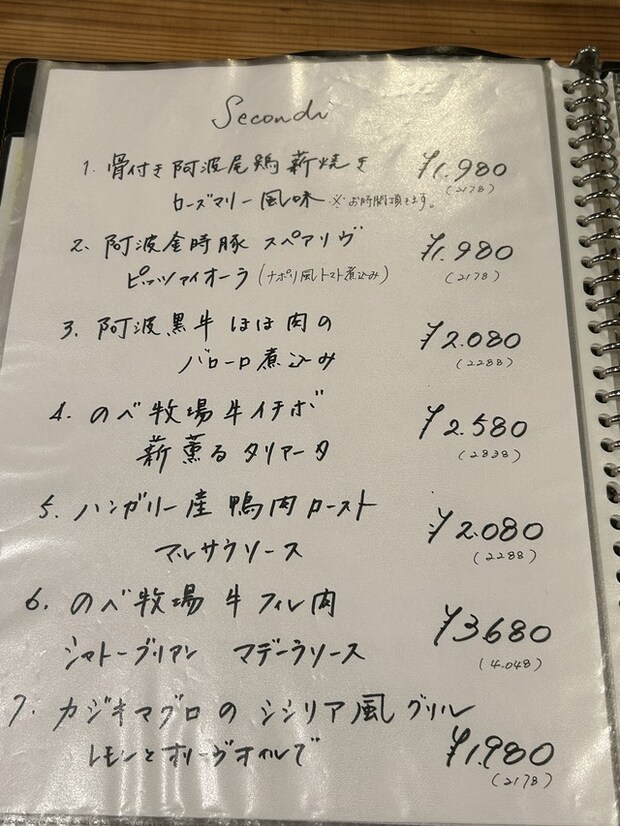 Secondi
1. 骨付き阿波尾鶏 薪焼き ¥1.980
ローズマリー風味 ※お時間頂きます。 (2178)
2. 阿波金時豚 スペアリヴ ¥1.980
ピッツァイオーラ (ナポリ風トマト煮込み) (2178)
3. 阿波黒牛 ほほ肉の ¥2.080
バローロ煮込み (2288)
4. のべ牧場牛イチボ ¥2.580
薪薫るタリアータ (2838)
5. ハンガリー産 鴨肉ロースト ¥2.080
マルサラソース (2288)
6. のべ牧場 牛フィレ肉 ¥3680
シャトーブリアン マデーラソース (4.048)
7. カジキマグロの シシリア風グリル
レモンとオリーヴオイルで ¥1.980
(2178)